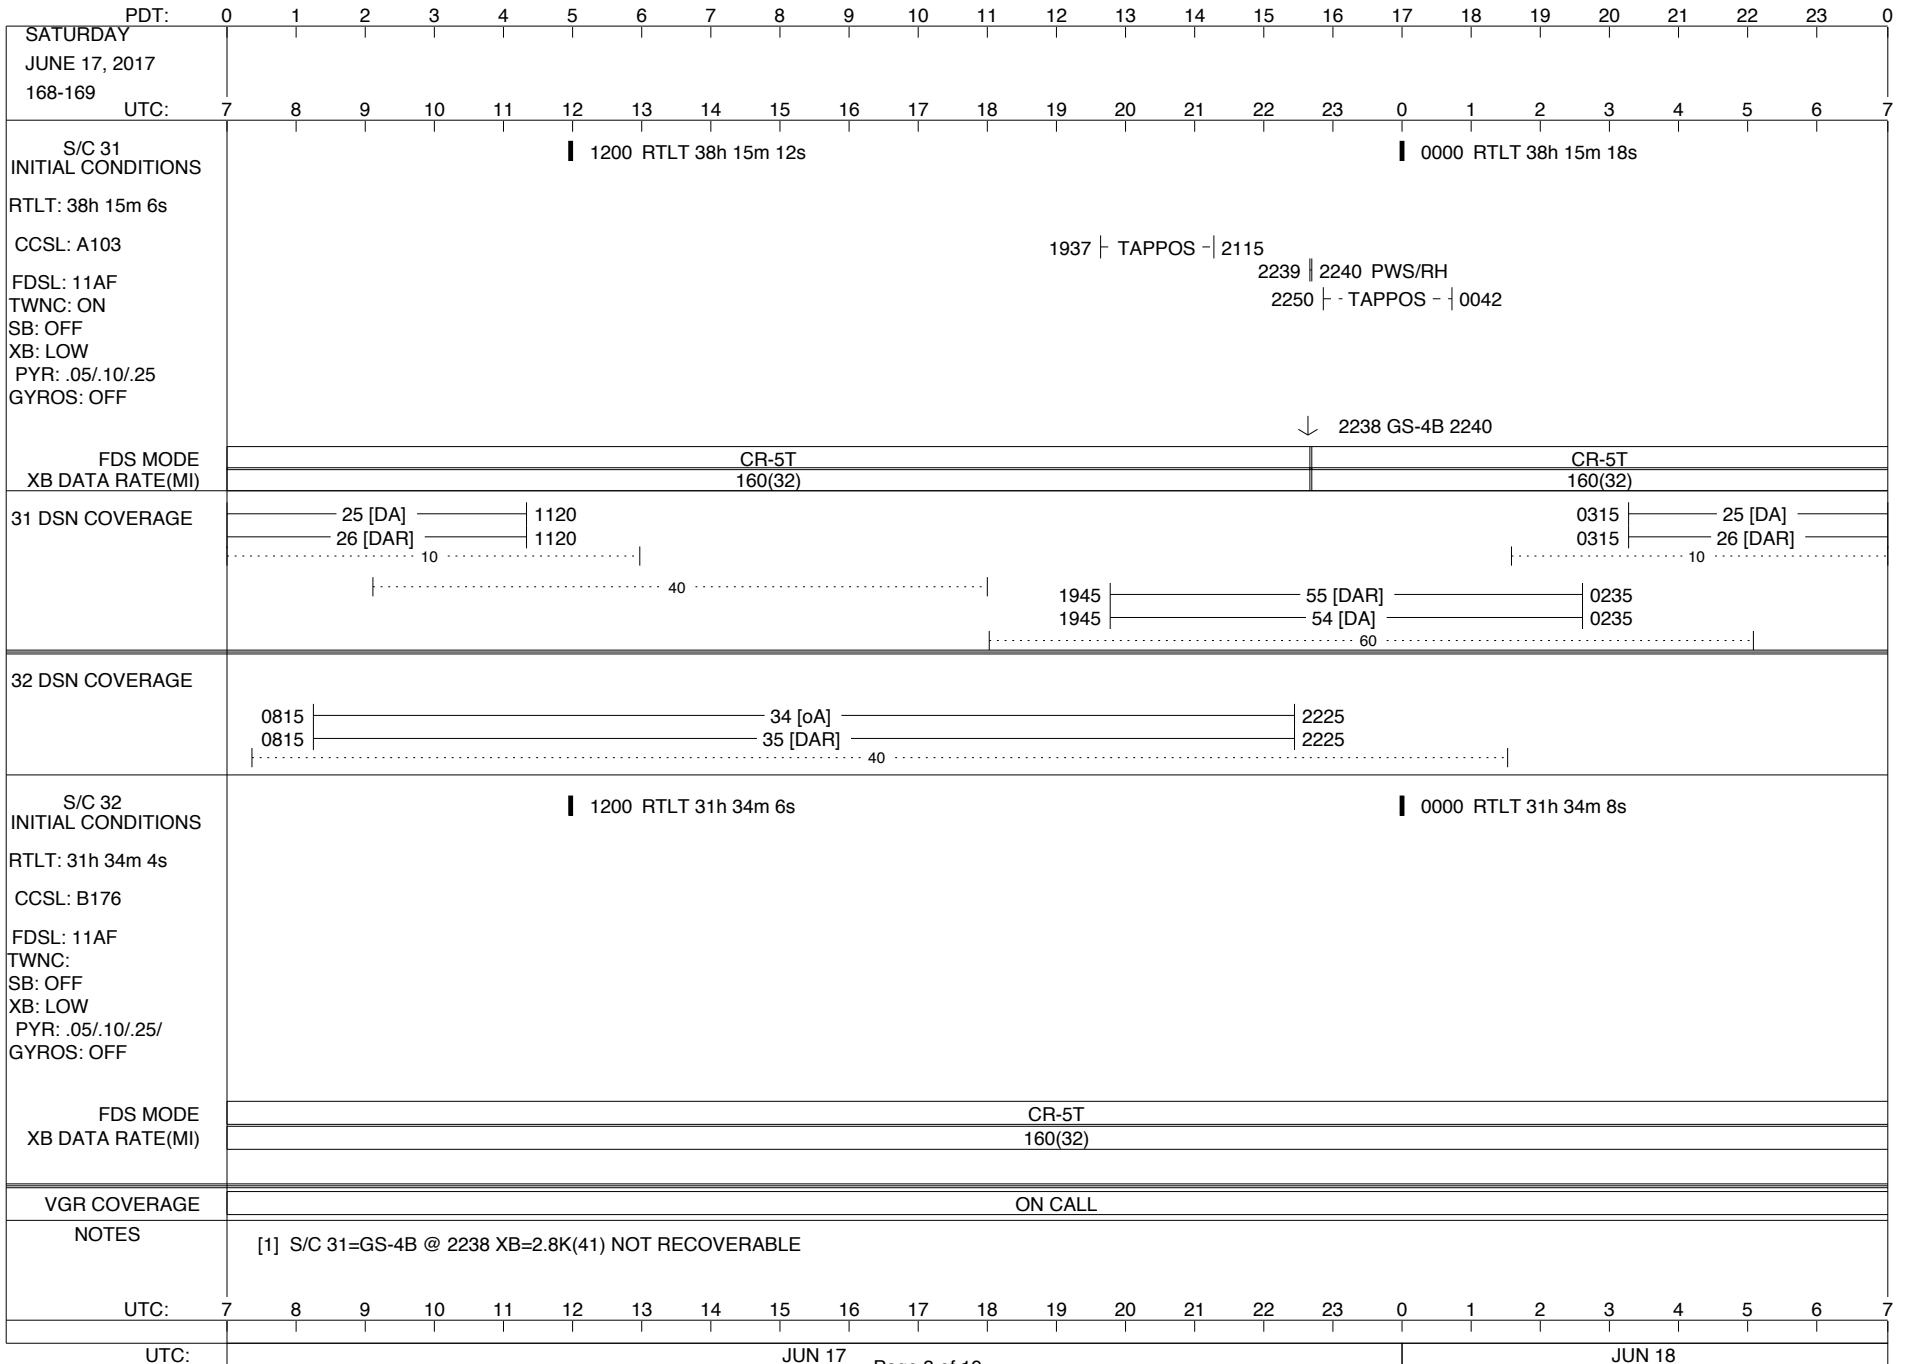 PDT: 0 1 2 3 4 5 6 7 8 9 10 11 12 13 14 15 16 17 18 19 20 21 22 23 0
SATURDAY
JUNE 17, 2017
168-169
UTC: 7 8 9 10 11 12 13 14 15 16 17 18 19 20 21 22 23 0 1 2 3 4 5 6 7
S/C 31
INITIAL CONDITIONS
1200 RTLT 38h 15m 12s
0000 RTLT 38h 15m 18s
RTLT: 38h 15m 6s
CCSL: A103
1937 TAPPOS 2115
2239 2240 PWS/RH
FDSL: 11AF
TWNC: ON
2250 TAPPOS 0042
SB: OFF
XB: LOW
PYR: .05/.10/.25
GYROS: OFF
2238 GS-4B 2240
FDS MODE CR-5T CR-5T
XB DATA RATE(MI) 160(32) 160(32)
31 DSN COVERAGE
25 [DA] 1120 0315 25 [DA]
26 [DAR] 1120 0315 26 [DAR]
10 10
40
1945 55 [DAR] 0235
1945 54 [DA] 0235
60
32 DSN COVERAGE
0815 34 [oA] 2225
0815 35 [DAR] 2225
40
S/C 32
INITIAL CONDITIONS
1200 RTLT 31h 34m 6s
0000 RTLT 31h 34m 8s
RTLT: 31h 34m 4s
CCSL: B176
FDSL: 11AF
TWNC:
SB: OFF
XB: LOW
PYR: .05/.10/.25/
GYROS: OFF
FDS MODE CR-5T
XB DATA RATE(MI) 160(32)
VGR COVERAGE ON CALL
NOTES
[1] S/C 31=GS-4B @ 2238 XB=2.8K(41) NOT RECOVERABLE
UTC: 7 8 9 10 11 12 13 14 15 16 17 18 19 20 21 22 23 0 1 2 3 4 5 6 7
UTC: JUN 17 JUN 18